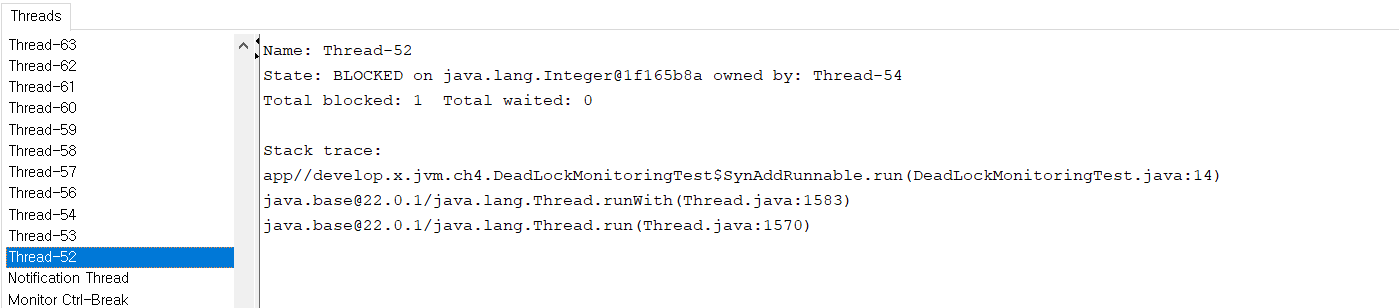 Threads
Thread-63
Thread-62
Thread-61
Thread-60
Thread-59
Thread-58
Thread-57
Thread-56
Thread-54
Thread-53
Thread-52
Notification Thread
Monitor Ctrl-Break
Name: Thread-52
State: BLOCKED on java.lang.Integer@1f165b8a owned by: Thread-54
Total blocked: 1  Total waited: 0
Stack trace:
app//develop.x.jvm.ch4.DeadLockMonitoringTest$SynAddRunnable.run(DeadLockMonitoringTest.java:14)
java.base@22.0.1/java.lang.Thread.runWith(Thread.java:1583)
java.base@22.0.1/java.lang.Thread.run(Thread.java:1570)